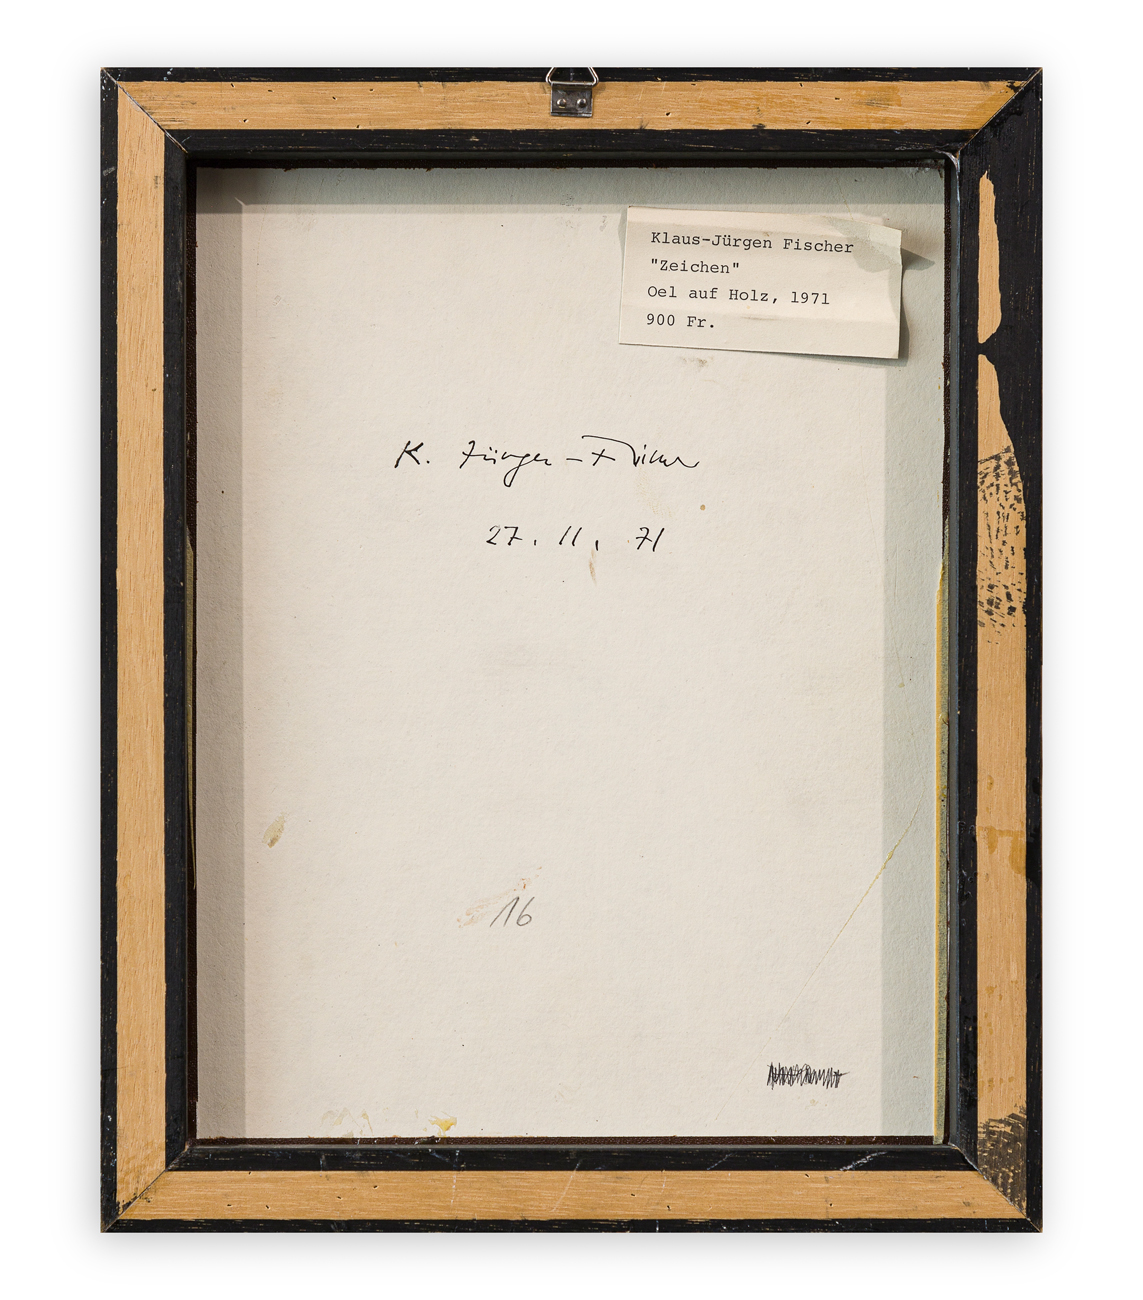 Klaus-Jürgen Fischer
"Zeichen"
Oel auf Holz, 1971
900 Fr.
K. Jürgen-Fischer
27. 11. 71
16